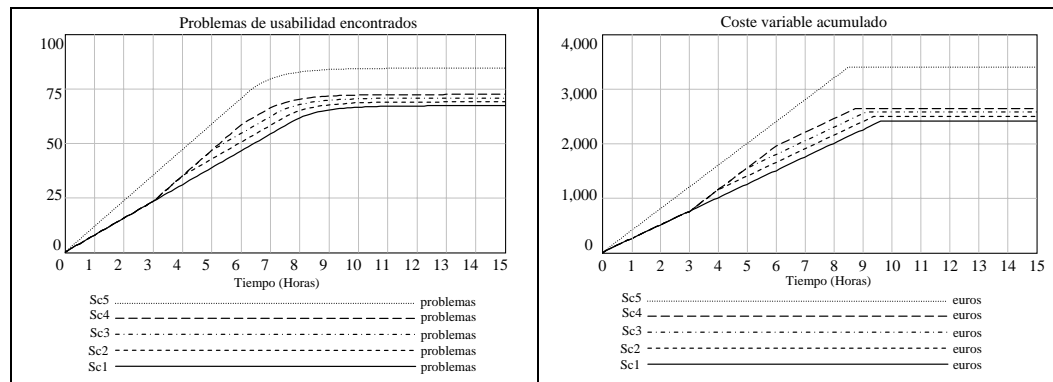 Problemas de usabilidad encontrados
100
75
50
25
0
0 1 2 3 4 5 6 7 8 9 10 11 12 13 14 15
Tiempo (Horas)
Sc5 problemas
Sc4 problemas
Sc3 problemas
Sc2 problemas
Sc1 problemas
Coste variable acumulado
4,000
3,000
2,000
1,000
0
0 1 2 3 4 5 6 7 8 9 10 11 12 13 14 15
Tiempo (Horas)
Sc5 euros
Sc4 euros
Sc3 euros
Sc2 euros
Sc1 euros